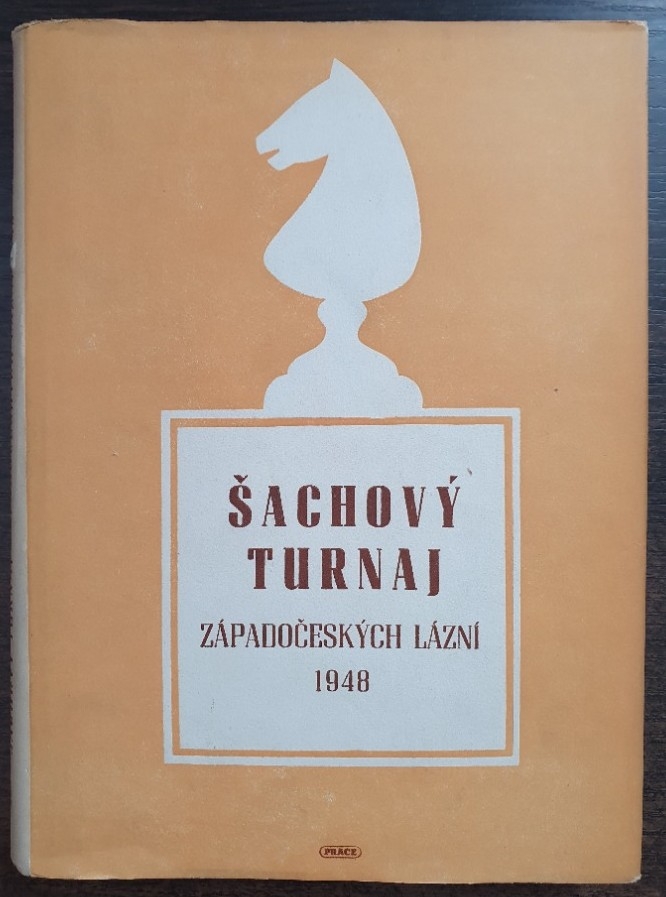 ŠACHOVÝ
TURNAJ
ZÁPADOČESKÝCH LÁZNÍ
1948
PRÁCE